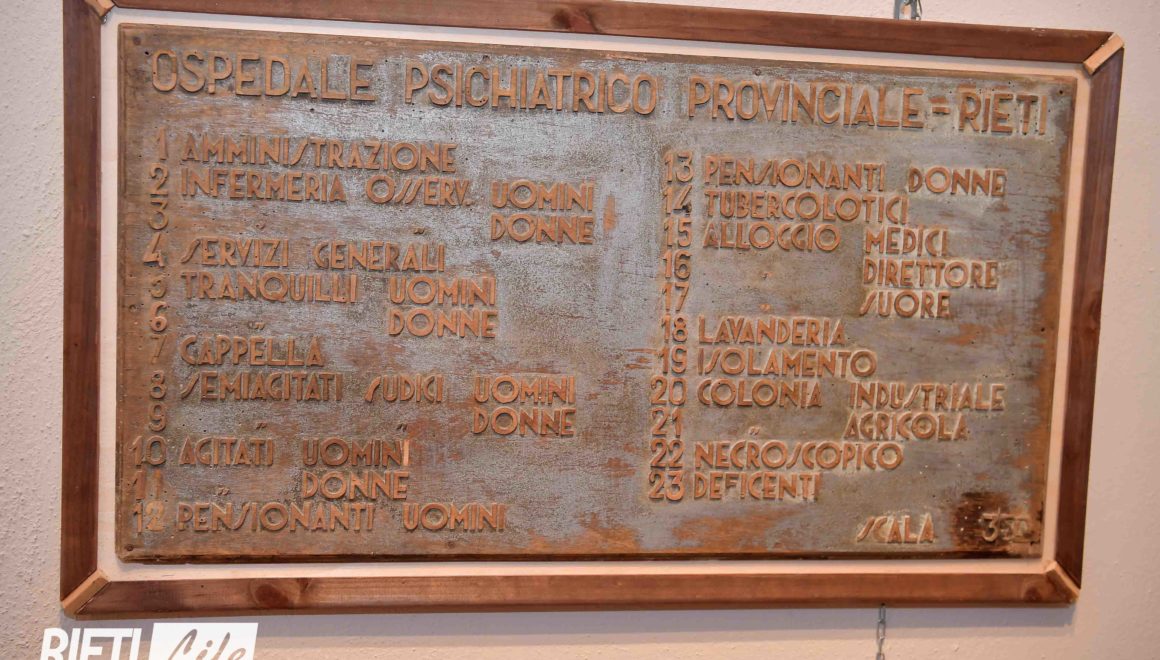 OSPEDALE PSICHIATRICO PROVINCIALE = RIETI
1 AMMINISTRAZIONE
2 INFERMERIA OSSERV. UOMINI
3 " " DONNE
4 SERVIZI GENERALI
5 TRANQUILLI UOMINI
6 " DONNE
7 CAPPELLA
8 SEMIAGITATI SUDICI UOMINI
9 " " DONNE
10 AGITATI UOMINI
11 " DONNE
12 PENSIONANTI UOMINI
13 PENSIONANTI DONNE
14 TUBERCOLOTICI
15 ALLOGGIO MEDICI
16 " DIRETTORE
17 " SUORE
18 LAVANDERIA
19 ISOLAMENTO
20 COLONIA INDUSTRIALE
21 " AGRICOLA
22 NECROSCOPICO
23 DEFICENTI
SCALA
RIETI Life